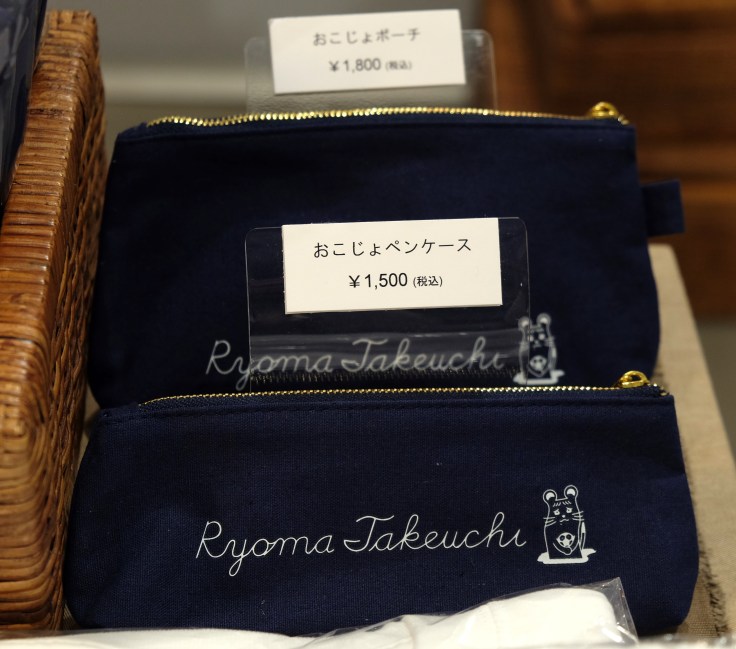 おこじょポーチ
￥1,800 (税込)
おこじょペンケース
￥1,500 (税込)
Ryoma Takeuchi
Ryoma Takeuchi